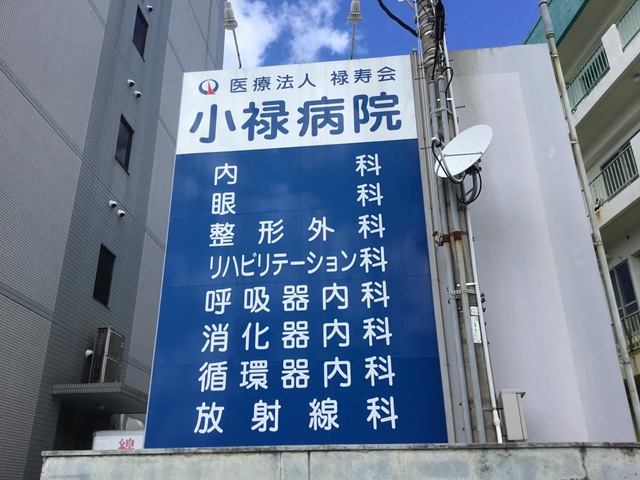 医療法人 禄寿会
小禄病院
内科
眼科
整形外科
リハビリテーション科
呼吸器内科
消化器内科
循環器内科
放射線科
線